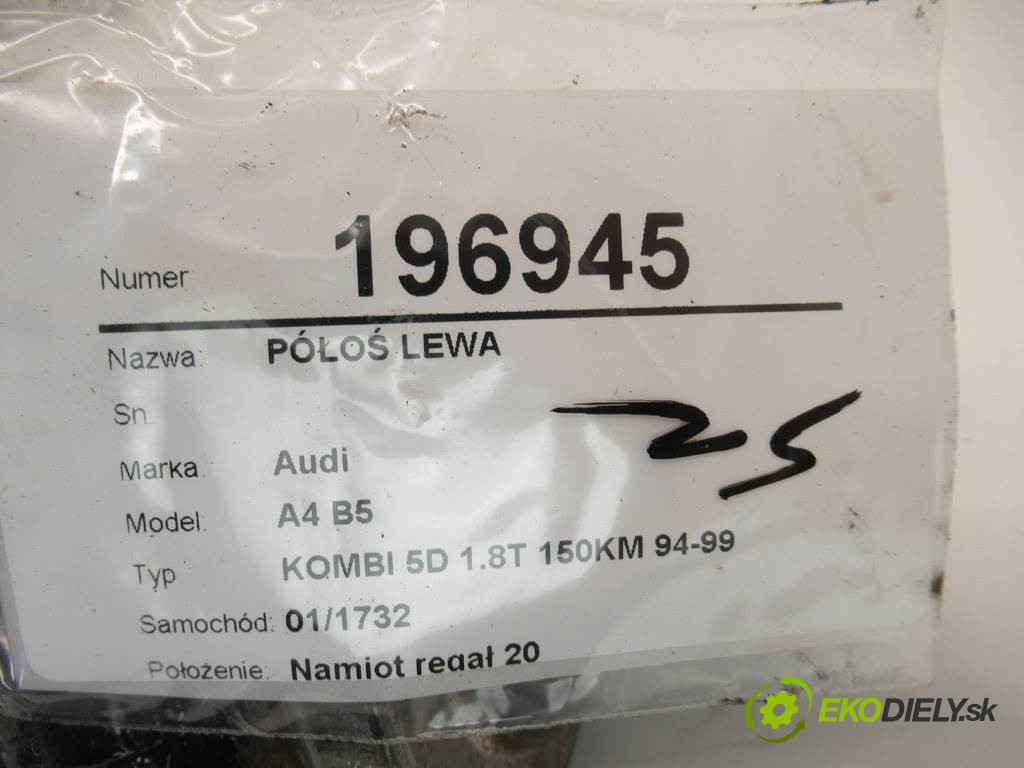 Numer 196945
Nazwa: PÓŁOŚ LEWA
Sn.
25
Marka Audi
Model: A4 B5
Typ KOMBI 5D 1.8T 150KM 94-99
Samochód: 01/1732
Położenie: Namiot regał 20
EKODIELY.sk